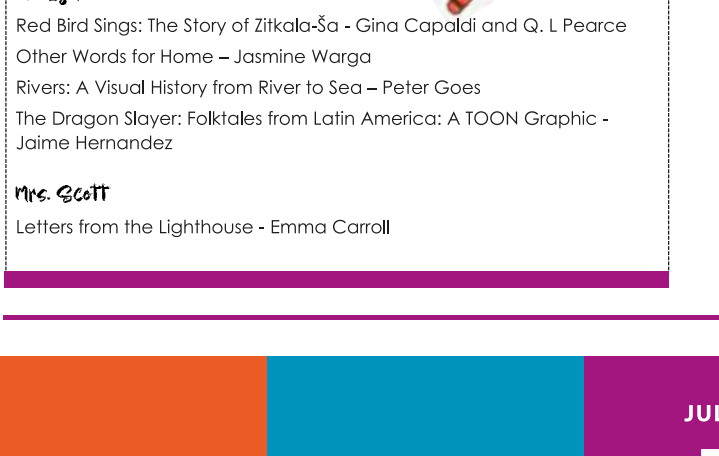 Red Bird Sings: The Story of Zitkala-Ša - Gina Capaldi and Q. L Pearce
Other Words for Home – Jasmine Warga
Rivers: A Visual History from River to Sea – Peter Goes
The Dragon Slayer: Folktales from Latin America: A TOON Graphic -
Jaime Hernandez
Mrs. Scott
Letters from the Lighthouse - Emma Carroll